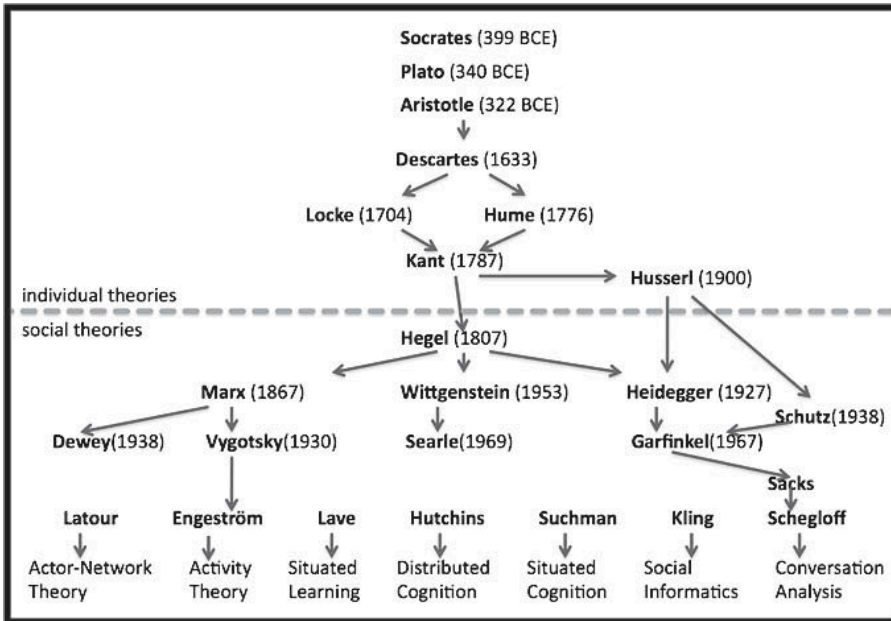 Socrates (399 BCE)
Plato (340 BCE)
Aristotle (322 BCE)
Descartes (1633)
Locke (1704) Hume (1776)
Kant (1787)
Husserl (1900)
individual theories
social theories
Hegel (1807)
Marx (1867) Wittgenstein (1953) Heidegger (1927)
Schutz (1938)
Dewey(1938) Vygotsky(1930) Searle(1969) Garfinkel(1967)
Sacks
Latour Engeström Lave Hutchins Suchman Kling Schegloff
Actor-Network Activity Situated Distributed Situated Social Conversation
Theory Theory Learning Cognition Cognition Informatics Analysis